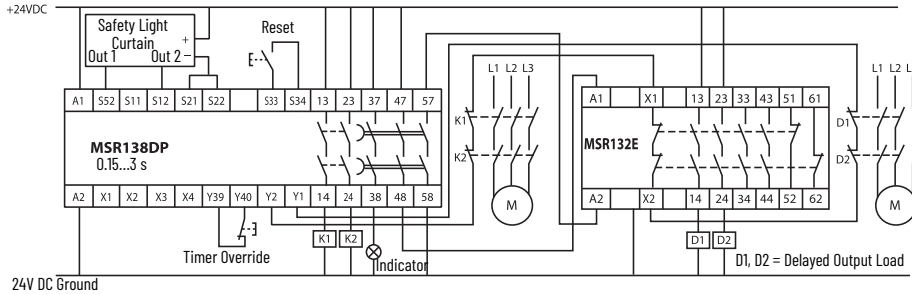 +24VDC
Safety Light
Curtain
+
Out 1 Out 2 –
Reset
L1 L2 L3
L1 L2 L
A1 S52 S11 S12 S21 S22 S33 S34 13 23 37 47 57
A1 X1 13 23 33 43 51 61
K1
D1
MSR138DP
0.15...3 s
MSR132E
K2
D2
A2 X1 X2 X3 X4 Y39 Y40 Y2 Y1 14 24 38 48 58
M
A2 X2 14 24 34 44 52 62
M
K1 K2
D1 D2
Timer Override
Indicator
D1, D2 = Delayed Output Load
24V DC Ground